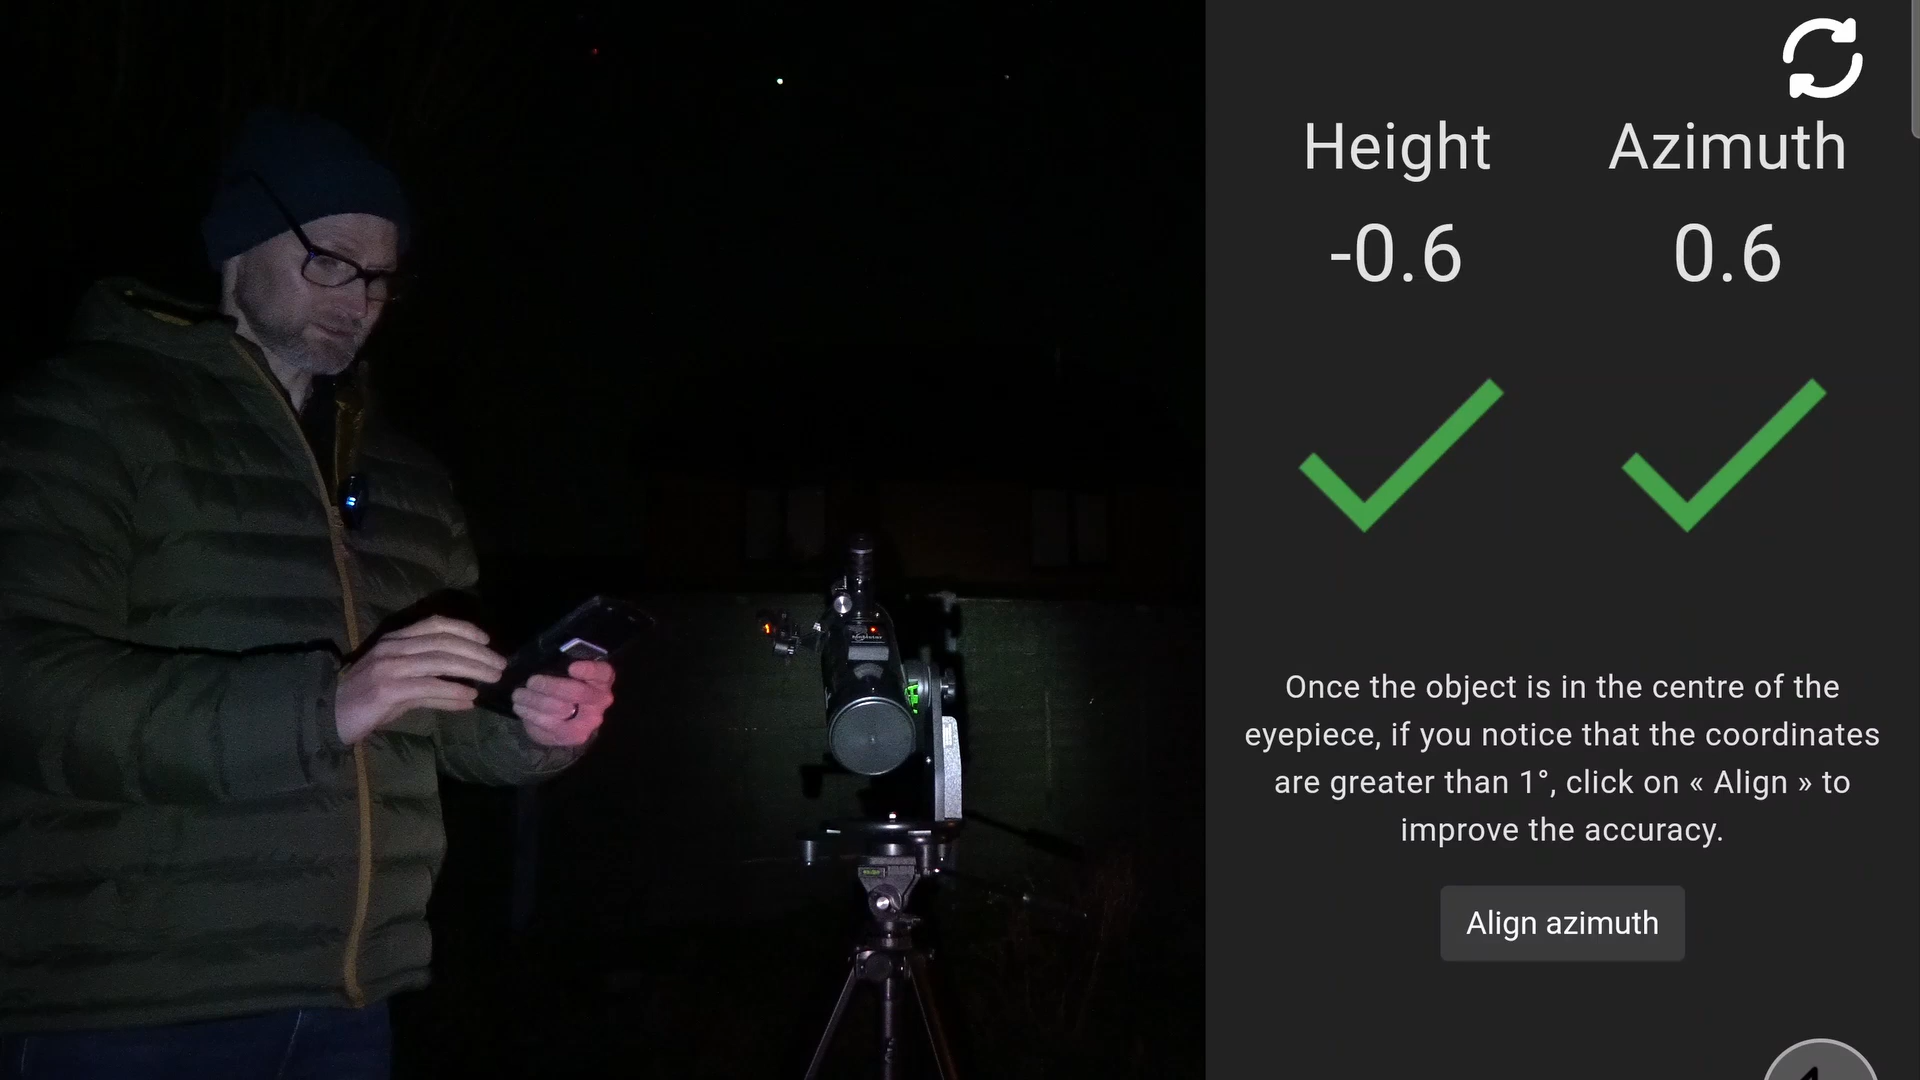 Height Azimuth
-0.6 0.6
Once the object is in the centre of the
eyepiece, if you notice that the coordinates
are greater than 1°, click on « Align » to
improve the accuracy.
Align azimuth